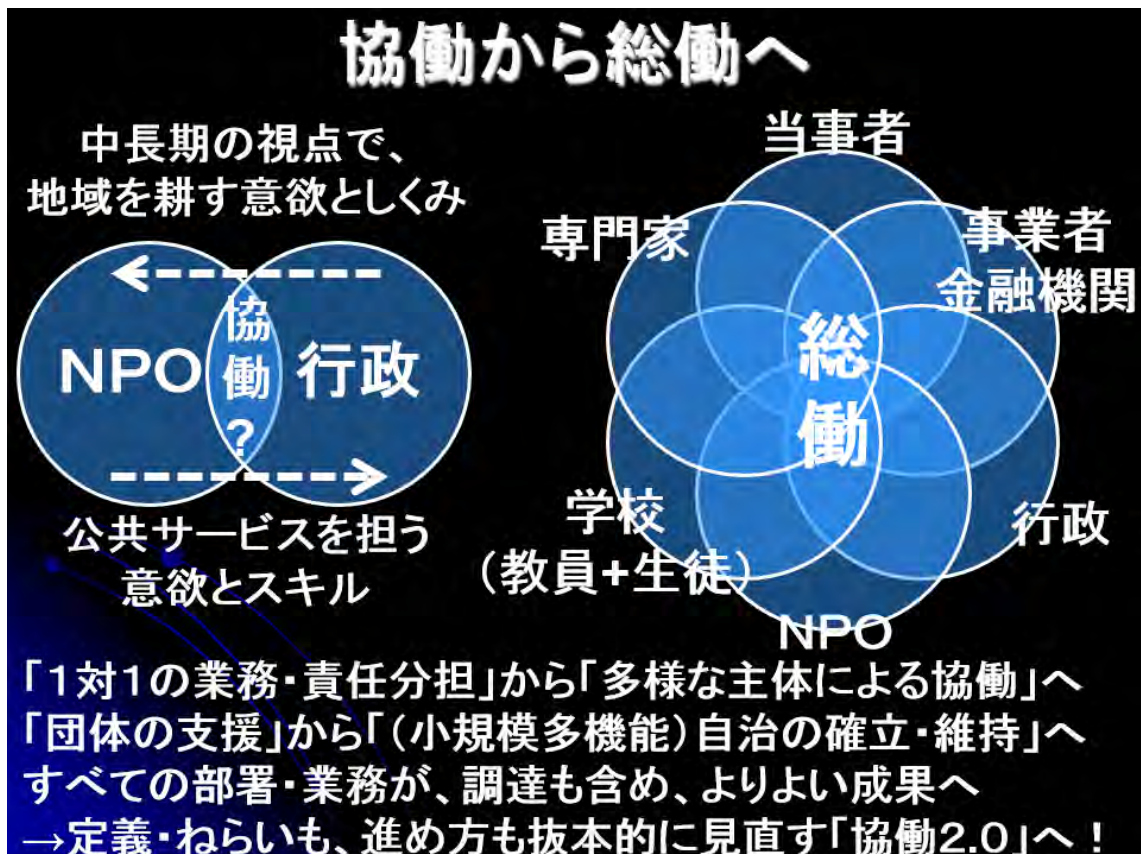 協働から総働へ
中長期の視点で、
地域を耕す意欲としくみ
NPO
協働?
行政
公共サービスを担う
意欲とスキル
当事者
専門家
事業者
金融機関
総働
学校
(教員+生徒)
行政
NPO
「1対1の業務・責任分担」から「多様な主体による協働」へ
「団体の支援」から「(小規模多機能)自治の確立・維持」へ
すべての部署・業務が、調達も含め、よりよい成果へ
→定義・ねらいも、進め方も抜本的に見直す「協働2.0」へ!